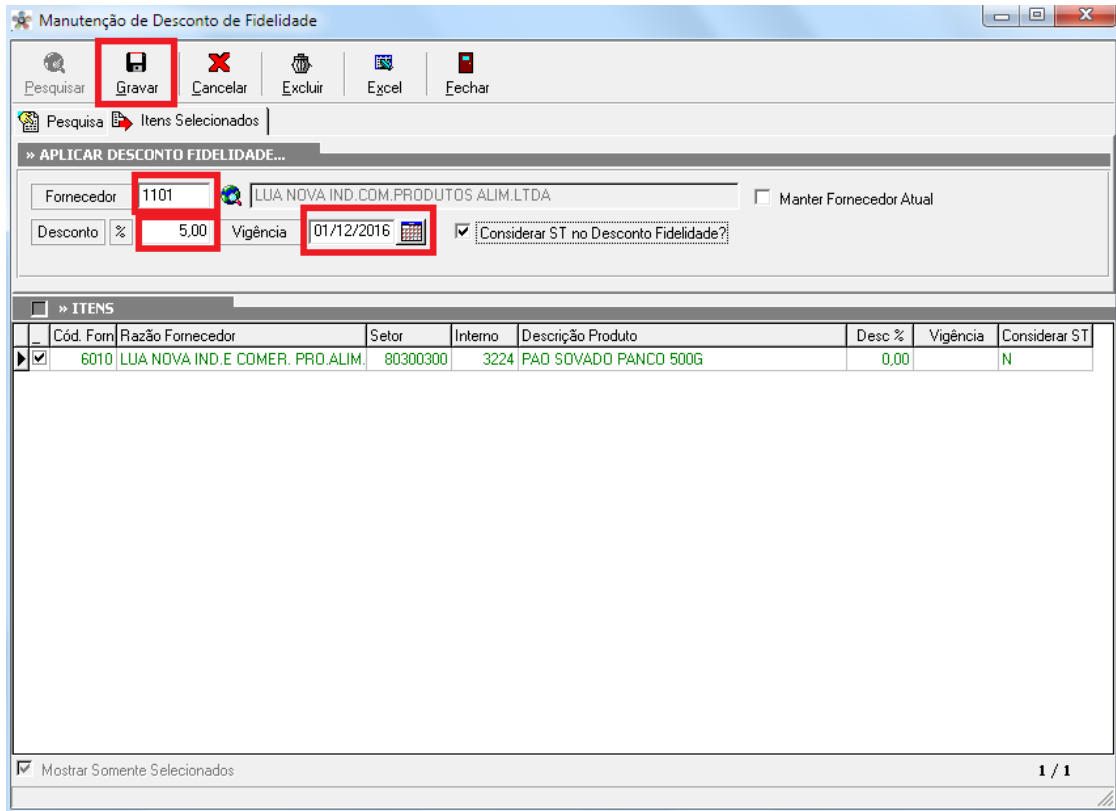 Manutenção de Desconto de Fidelidade
Pesquisar Gravar Cancelar Excluir Excel Fechar
Pesquisa Itens Selecionados
» APLICAR DESCONTO FIDELIDADE...
Fornecedor 1101 LUA NOVA IND.COM.PRODUTOS ALIM.LTDA Manter Fornecedor Atual
Desconto % 5,00 Vigência 01/12/2016 Considerar ST no Desconto Fidelidade?
» ITENS
_ Cód. Forn Razão Fornecedor Setor Interno Descrição Produto Desc % Vigência Considerar ST
6010 LUA NOVA IND.E COMER. PRO.ALIM. 80300300 3224 PAO SOVADO PANCO 500G 0,00 N
Mostrar Somente Selecionados 1 / 1